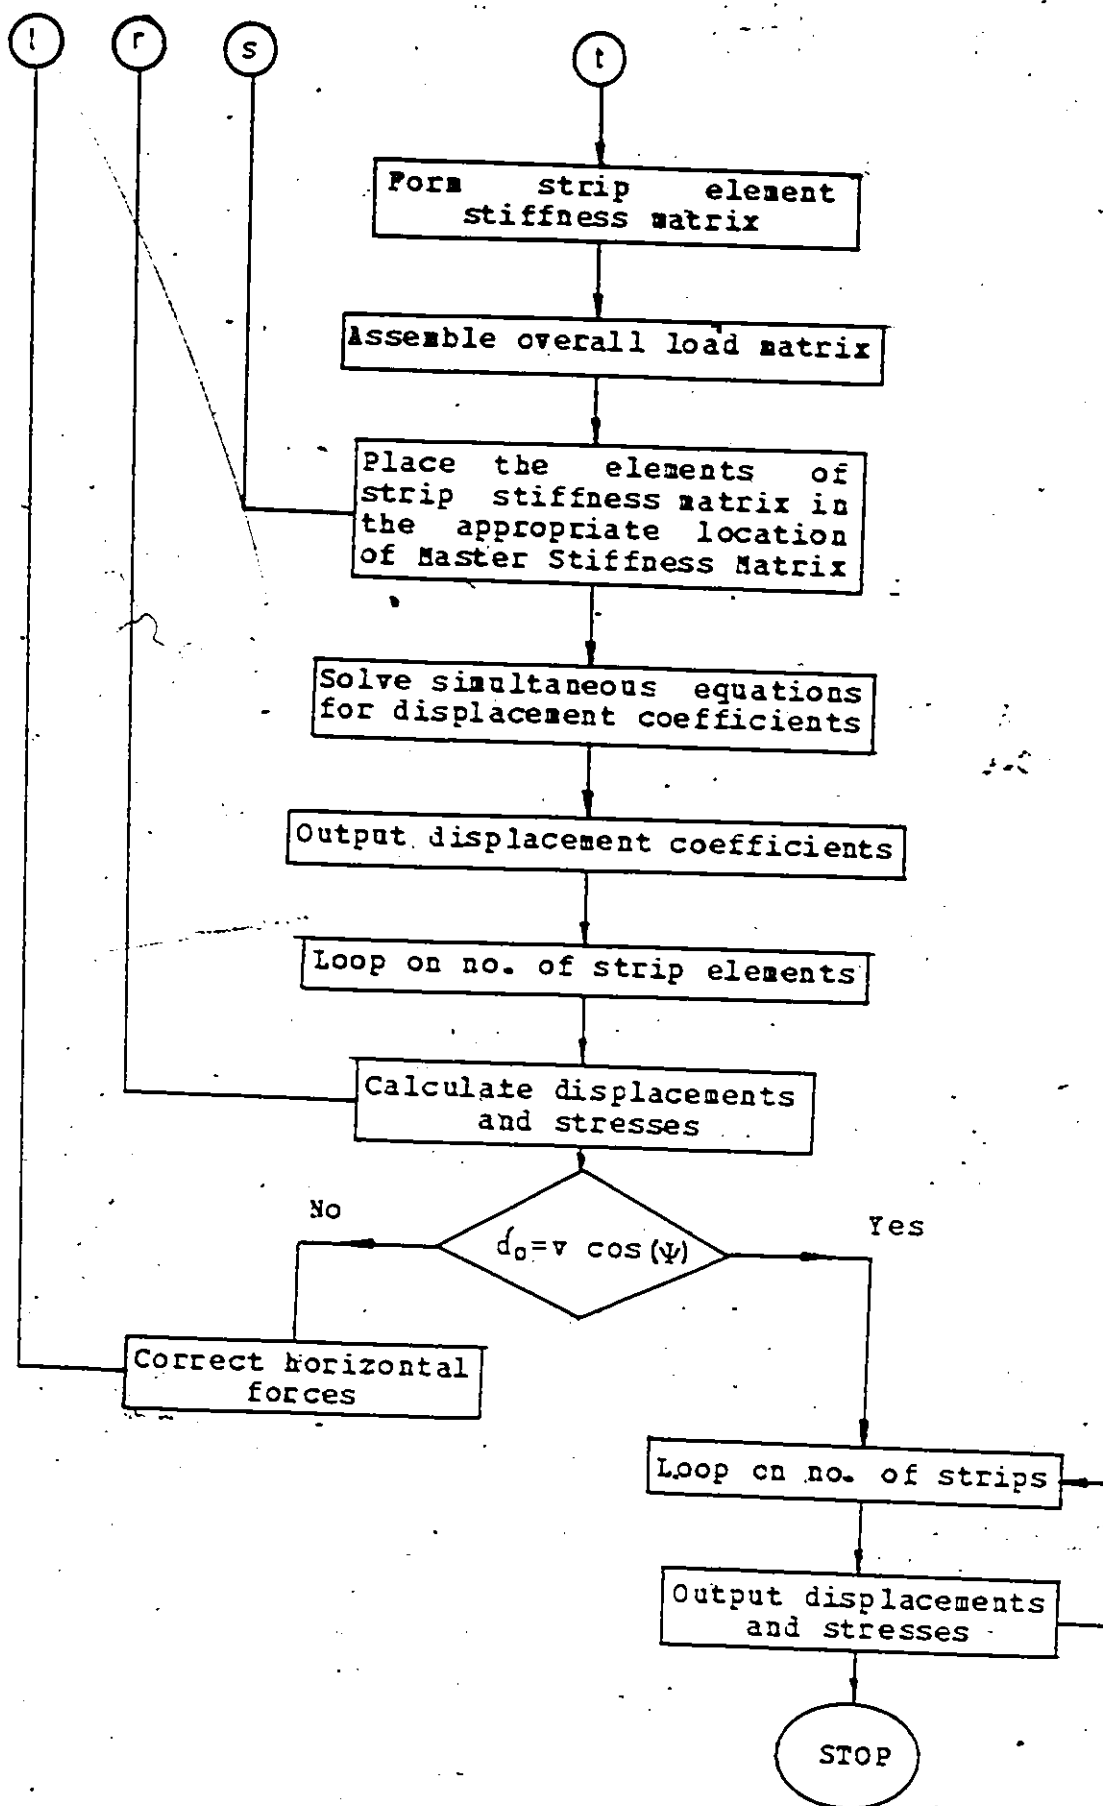 l
r
s
t
Form strip element
stiffness matrix
Assemble overall load matrix
Place the elements of
strip stiffness matrix in
the appropriate location
of Master Stiffness Matrix
Solve simultaneous equations
for displacement coefficients
Output displacement coefficients
Loop on no. of strip elements
Calculate displacements
and stresses
No
d₀=v cos(Ψ)
Yes
Correct horizontal
forces
Loop on no. of strips
Output displacements
and stresses
STOP